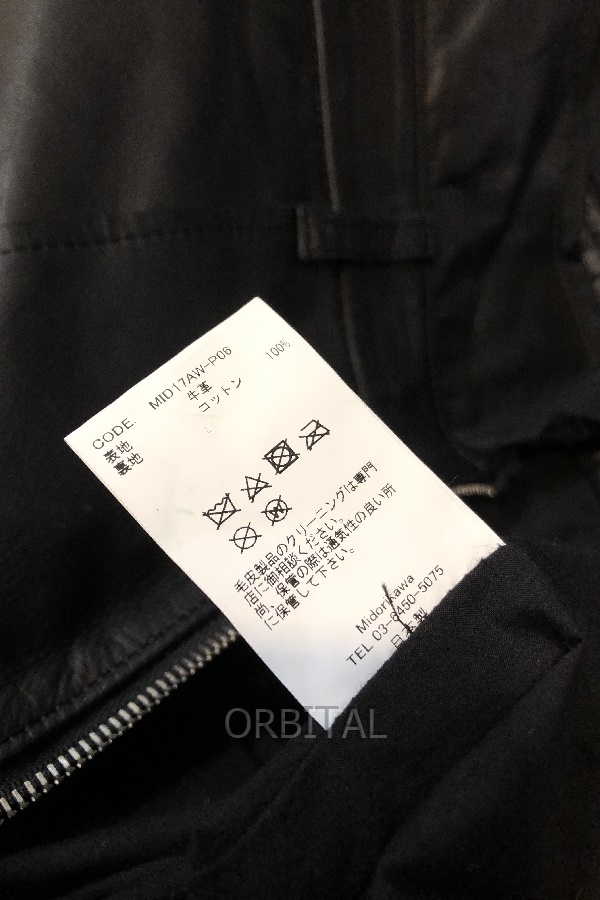 CODE. MID17AW-P06
表地 牛革 100%
裏地 コットン
毛皮製品のクリーニングは専門
店に御相談ください。
尚、保管の際は通気性の良い所
に保管して下さい。
Midorikawa
TEL 03-6450-5075
日本製
ORBITAL